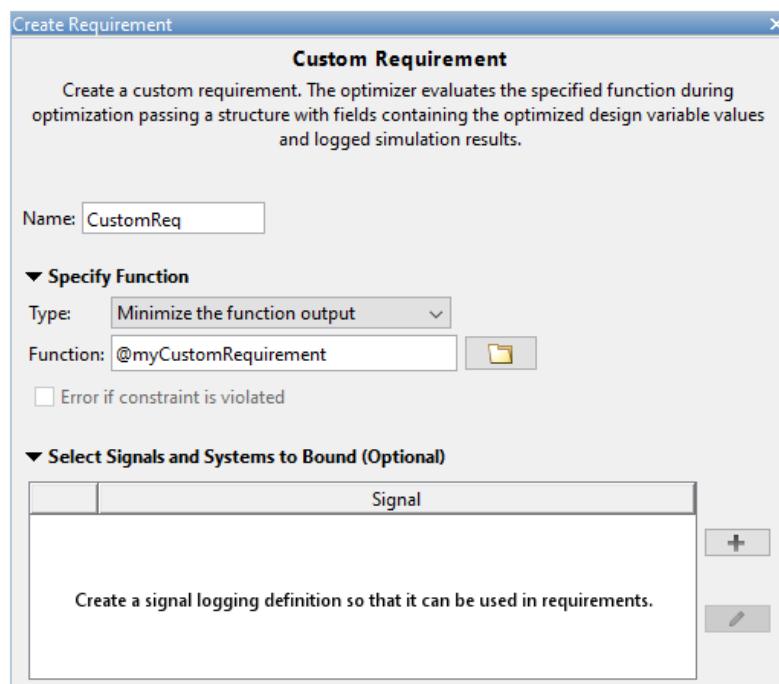 Create Requirement
Custom Requirement
Create a custom requirement. The optimizer evaluates the specified function during
optimization passing a structure with fields containing the optimized design variable values
and logged simulation results.
Name: CustomReq
Specify Function
Type: Minimize the function output
Function: @myCustomRequirement
Error if constraint is violated
Select Signals and Systems to Bound (Optional)
Signal
Create a signal logging definition so that it can be used in requirements.